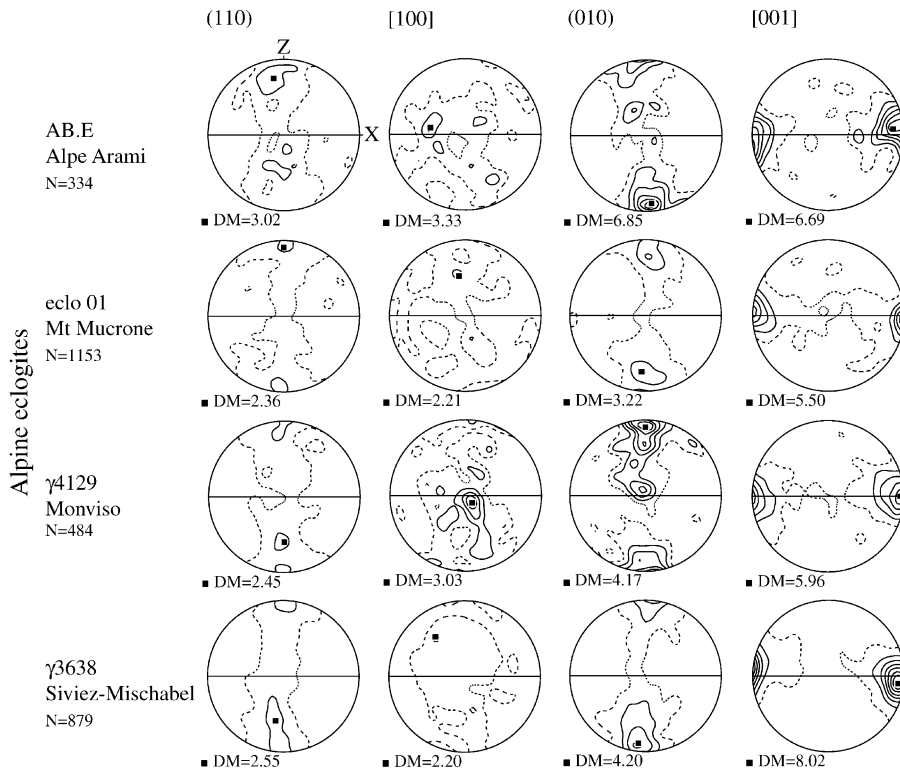 (110) [100] (010) [001]
Z
X
Alpine eclogites
AB.E
Alpe Arami
N=334
DM=3.02 DM=3.33 DM=6.85 DM=6.69
eclo 01
Mt Mucrone
N=1153
DM=2.36 DM=2.21 DM=3.22 DM=5.50
γ4129
Monviso
N=484
DM=2.45 DM=3.03 DM=4.17 DM=5.96
γ3638
Siviez-Mischabel
N=879
DM=2.55 DM=2.20 DM=4.20 DM=8.02